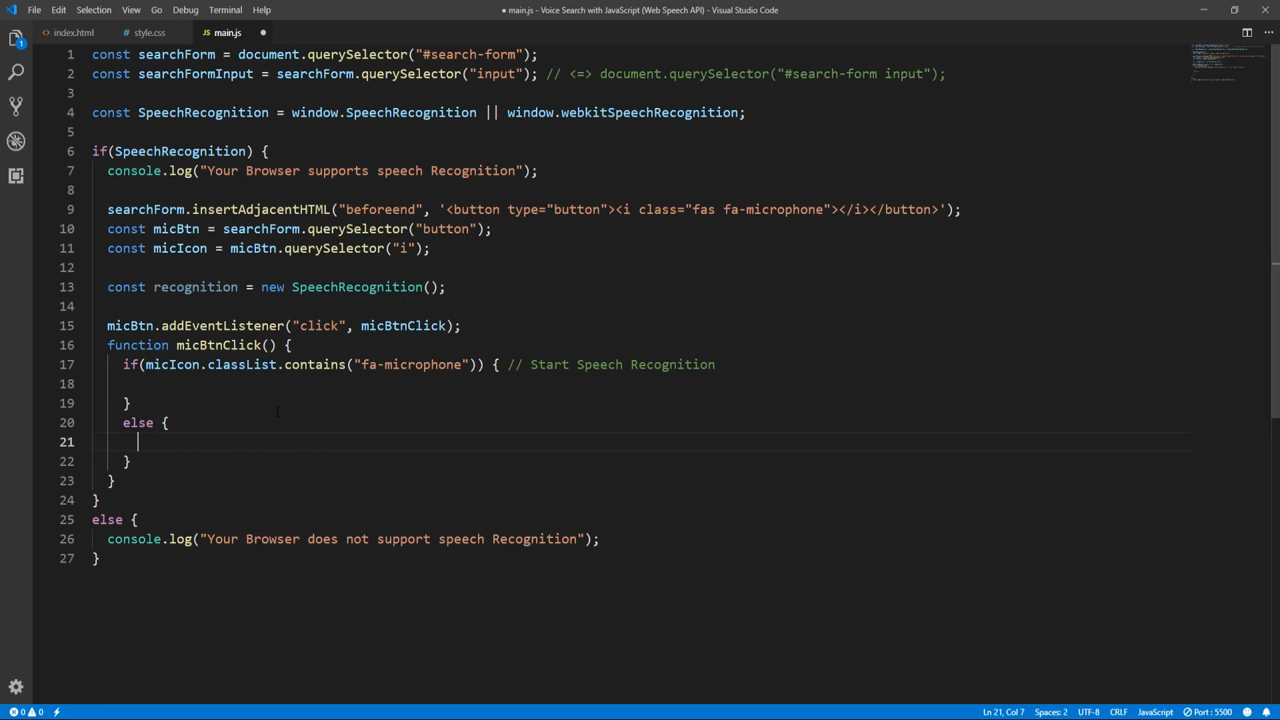 File Edit Selection View Go Debug Terminal Help
● main.js - Voice Search with JavaScript (Web Speech API) - Visual Studio Code
index.html
style.css
JS main.js
1 const searchForm = document.querySelector("#search-form");
2 const searchFormInput = searchForm.querySelector("input"); // <=> document.querySelector("#search-form input");
3
4 const SpeechRecognition = window.SpeechRecognition || window.webkitSpeechRecognition;
5
6 if(SpeechRecognition) {
7 console.log("Your Browser supports speech Recognition");
8
9 searchForm.insertAdjacentHTML("beforeend", '<button type="button"><i class="fas fa-microphone"></i></button>');
10 const micBtn = searchForm.querySelector("button");
11 const micIcon = micBtn.querySelector("i");
12
13 const recognition = new SpeechRecognition();
14
15 micBtn.addEventListener("click", micBtnClick);
16 function micBtnClick() {
17 if(micIcon.classList.contains("fa-microphone")) { // Start Speech Recognition
18
19 }
20 else {
21
22 }
23 }
24 }
25 else {
26 console.log("Your Browser does not support speech Recognition");
27 }
1
0 0
Ln 21, Col 7 Spaces: 2 UTF-8 CRLF JavaScript Port : 5500